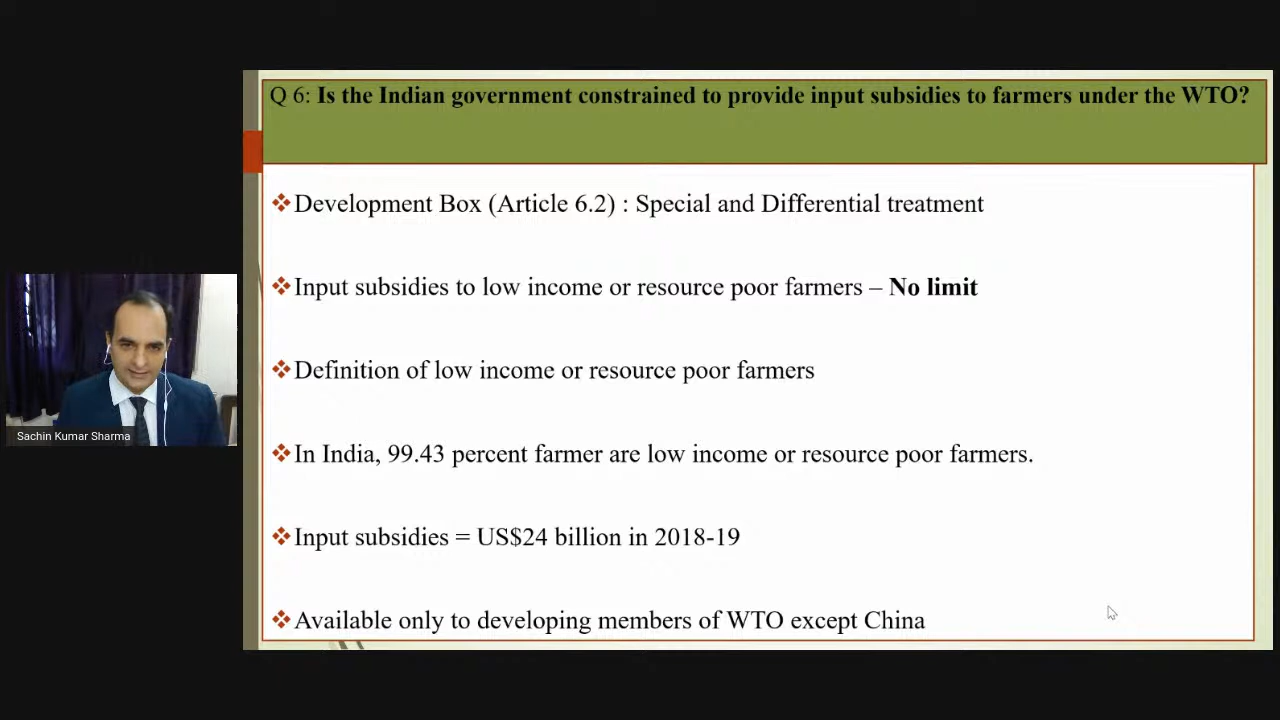 Q 6: Is the Indian government constrained to provide input subsidies to farmers under the WTO?
❖Development Box (Article 6.2) : Special and Differential treatment
❖Input subsidies to low income or resource poor farmers – No limit
❖Definition of low income or resource poor farmers
❖In India, 99.43 percent farmer are low income or resource poor farmers.
❖Input subsidies = US$24 billion in 2018-19
❖Available only to developing members of WTO except China
Sachin Kumar Sharma